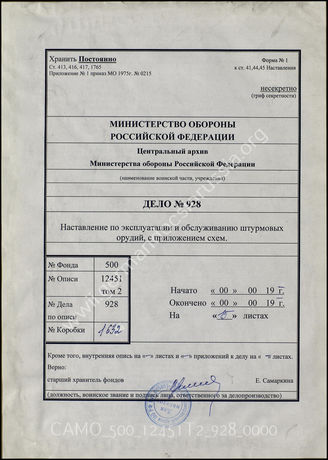 Хранить Постоянно
Форма № 1
Ст. 413, 416, 417, 1765
к ст. 41,44,45 Наставления
Приложение № 1 приказ МО 1975г. № 0215
несекретно
(гриф секретности)
МИНИСТЕРСТВО ОБОРОНЫ
РОССИЙСКОЙ ФЕДЕРАЦИИ
Центральный архив
Министерства обороны Российской Федерации
(наименование воинской части, учреждения)
ДЕЛО № 928
Наставление по эксплуатации и обслуживанию штурмовых
орудий, с приложением схем.
№ Фонда 500
№ Описи 12451
том 2
№ Дела 928
по описи
№ Коробки 1632
Начато « 00 » 00 19 г.
Окончено « 00 » 00 19 г.
На « 5 » листах
Кроме того, внутренняя опись на «–» листах и «–» приложений к делу на « » листах.
Верно:
старший хранитель фондов
Е. Самаркина
(должность, воинское звание и подпись лица, ответственного за делопроизводство)
CAMO_500_12451 T2_928_0000